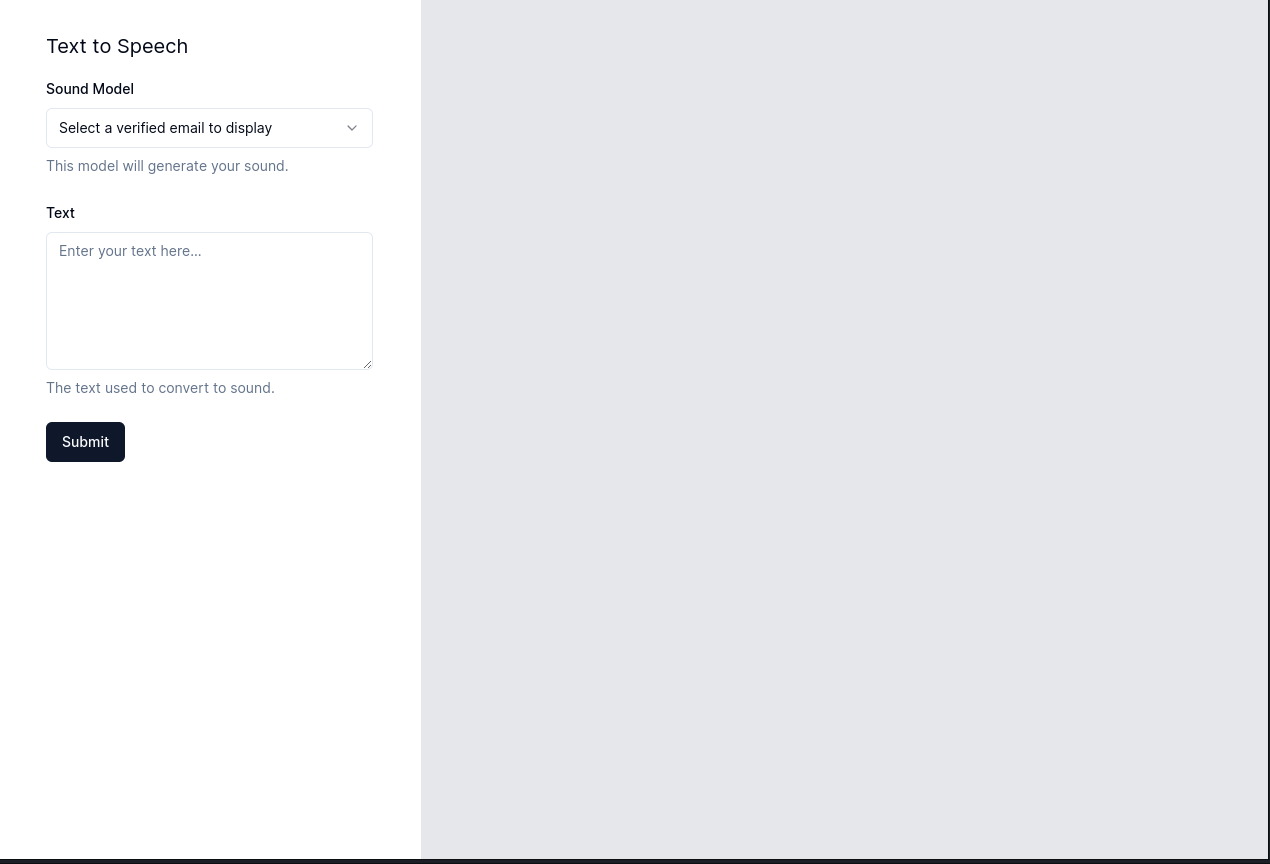 Text to Speech
Sound Model
Select a verified email to display
This model will generate your sound.
Text
Enter your text here...
The text used to convert to sound.
Submit